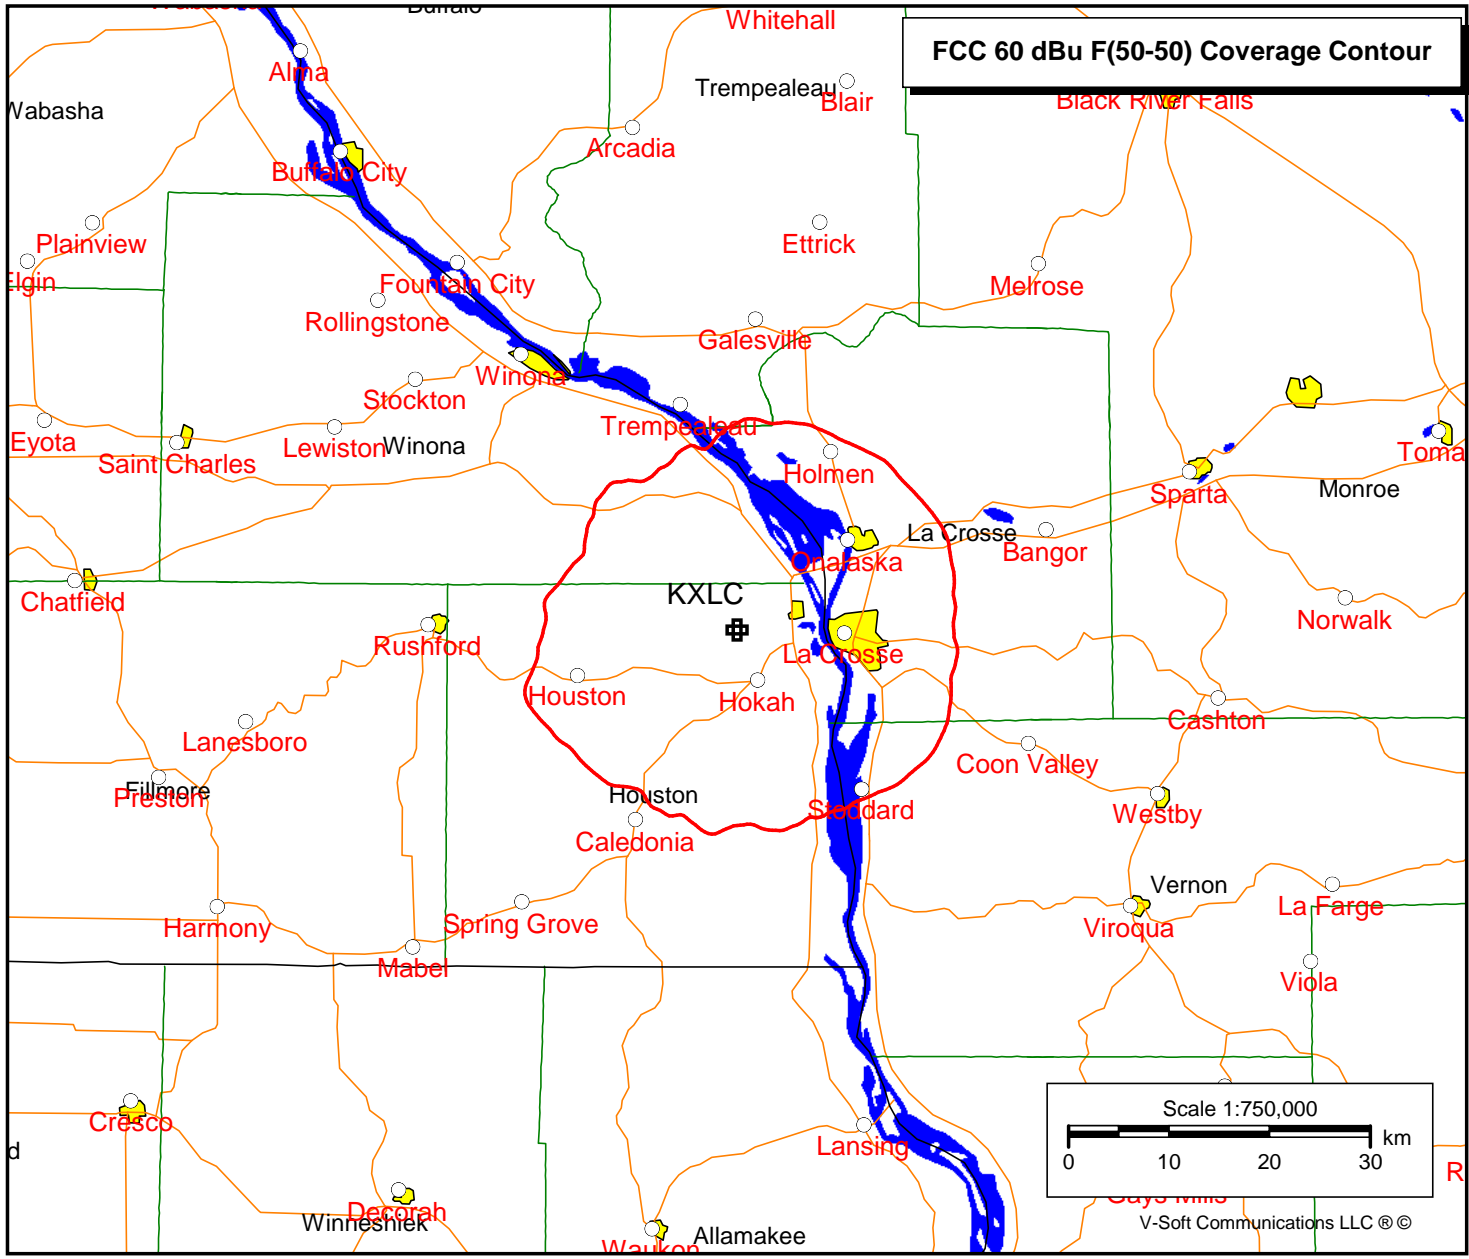 Buffalo
Whitehall
FCC 60 dBu F(50-50) Coverage Contour
Alma
Trempealeau
Blair
Black River Falls
Wabasha
Arcadia
Buffalo City
Plainview
Ettrick
Elgin
Fountain City
Melrose
Rollingstone
Galesville
Winona
Stockton
Trempealeau
Eyota
Lewiston
Winona
Saint Charles
Holmen
Toma
Sparta
Monroe
La Crosse
Bangor
Onalaska
KXLC
Chatfield
Norwalk
Rushford
La Crosse
Houston
Hokah
Cashton
Lanesboro
Coon Valley
Fillmore
Preston
Houston
Stoddard
Westby
Caledonia
Vernon
La Farge
Harmony
Spring Grove
Viroqua
Mabel
Viola
Scale 1:750,000
km
0 10 20 30
Cresco
Lansing
d
R
Gays Mills
Decorah
Winneshiek
Allamakee
V-Soft Communications LLC ® ©
Waukon